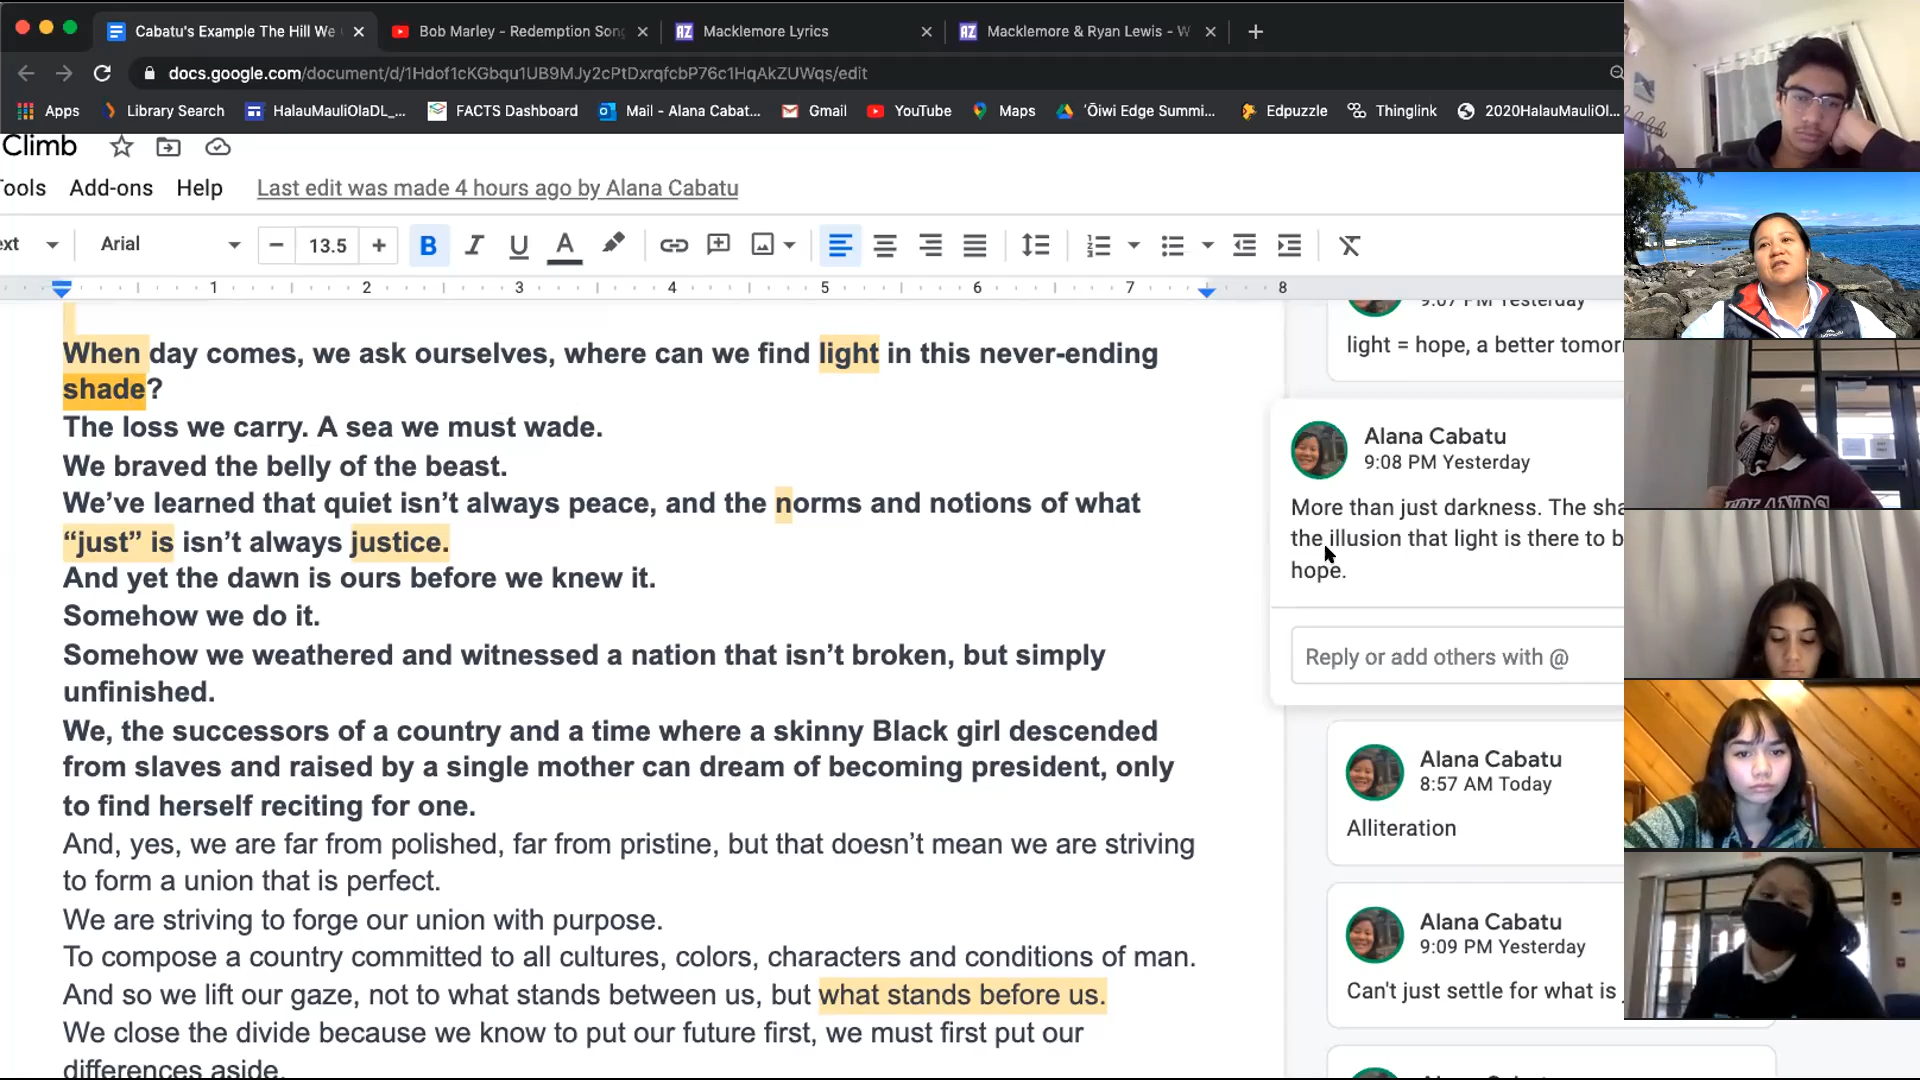 Cabatu's Example The Hill We
Bob Marley - Redemption Song
Macklemore Lyrics
Macklemore & Ryan Lewis - W
docs.google.com/document/d/1Hdof1cKGbqu1UB9MJy2cPtDxrqfcbP76c1HqAkZUWqs/edit
Apps
Library Search
HalauMauliOlaDL_...
FACTS Dashboard
Mail - Alana Cabat...
Gmail
YouTube
Maps
ʻŌiwi Edge Summi...
Edpuzzle
Thinglink
2020HalauMauliOl...
Climb
Tools
Add-ons
Help
Last edit was made 4 hours ago by Alana Cabatu
ext
Arial
13.5
B I U A
1 2 3 4 5 6 7 8
When day comes, we ask ourselves, where can we find light in this never-ending
shade?
The loss we carry. A sea we must wade.
We braved the belly of the beast.
We’ve learned that quiet isn’t always peace, and the norms and notions of what
“just” is isn’t always justice.
And yet the dawn is ours before we knew it.
Somehow we do it.
Somehow we weathered and witnessed a nation that isn’t broken, but simply
unfinished.
We, the successors of a country and a time where a skinny Black girl descended
from slaves and raised by a single mother can dream of becoming president, only
to find herself reciting for one.
And, yes, we are far from polished, far from pristine, but that doesn’t mean we are striving
to form a union that is perfect.
We are striving to forge our union with purpose.
To compose a country committed to all cultures, colors, characters and conditions of man.
And so we lift our gaze, not to what stands between us, but what stands before us.
We close the divide because we know to put our future first, we must first put our
differences aside.
9:07 PM Yesterday
light = hope, a better tomor
Alana Cabatu
9:08 PM Yesterday
More than just darkness. The sha
the illusion that light is there to b
hope.
Reply or add others with @
Alana Cabatu
8:57 AM Today
Alliteration
Alana Cabatu
9:09 PM Yesterday
Can't just settle for what is